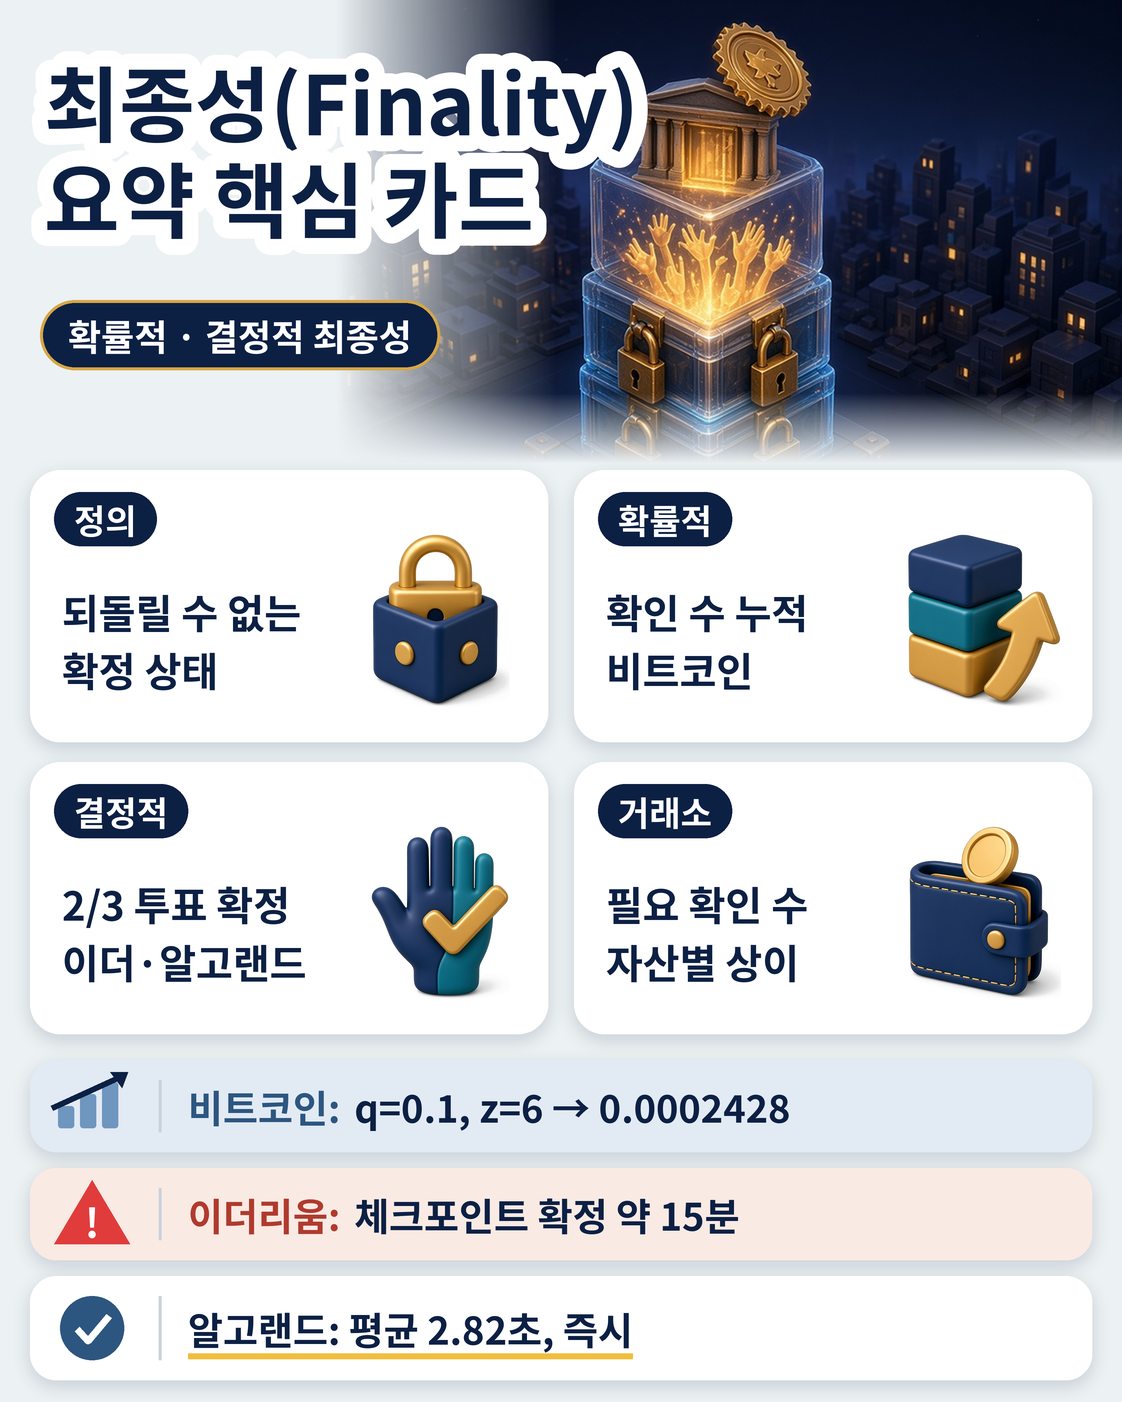 최종성(Finality)
요약 핵심 카드
확률적 · 결정적 최종성
정의
되돌릴 수 없는
확정 상태
확률적
확인 수 누적
비트코인
결정적
2/3 투표 확정
이더·알고랜드
거래소
필요 확인 수
자산별 상이
비트코인: q=0.1, z=6 → 0.0002428
이더리움: 체크포인트 확정 약 15분
알고랜드: 평균 2.82초, 즉시